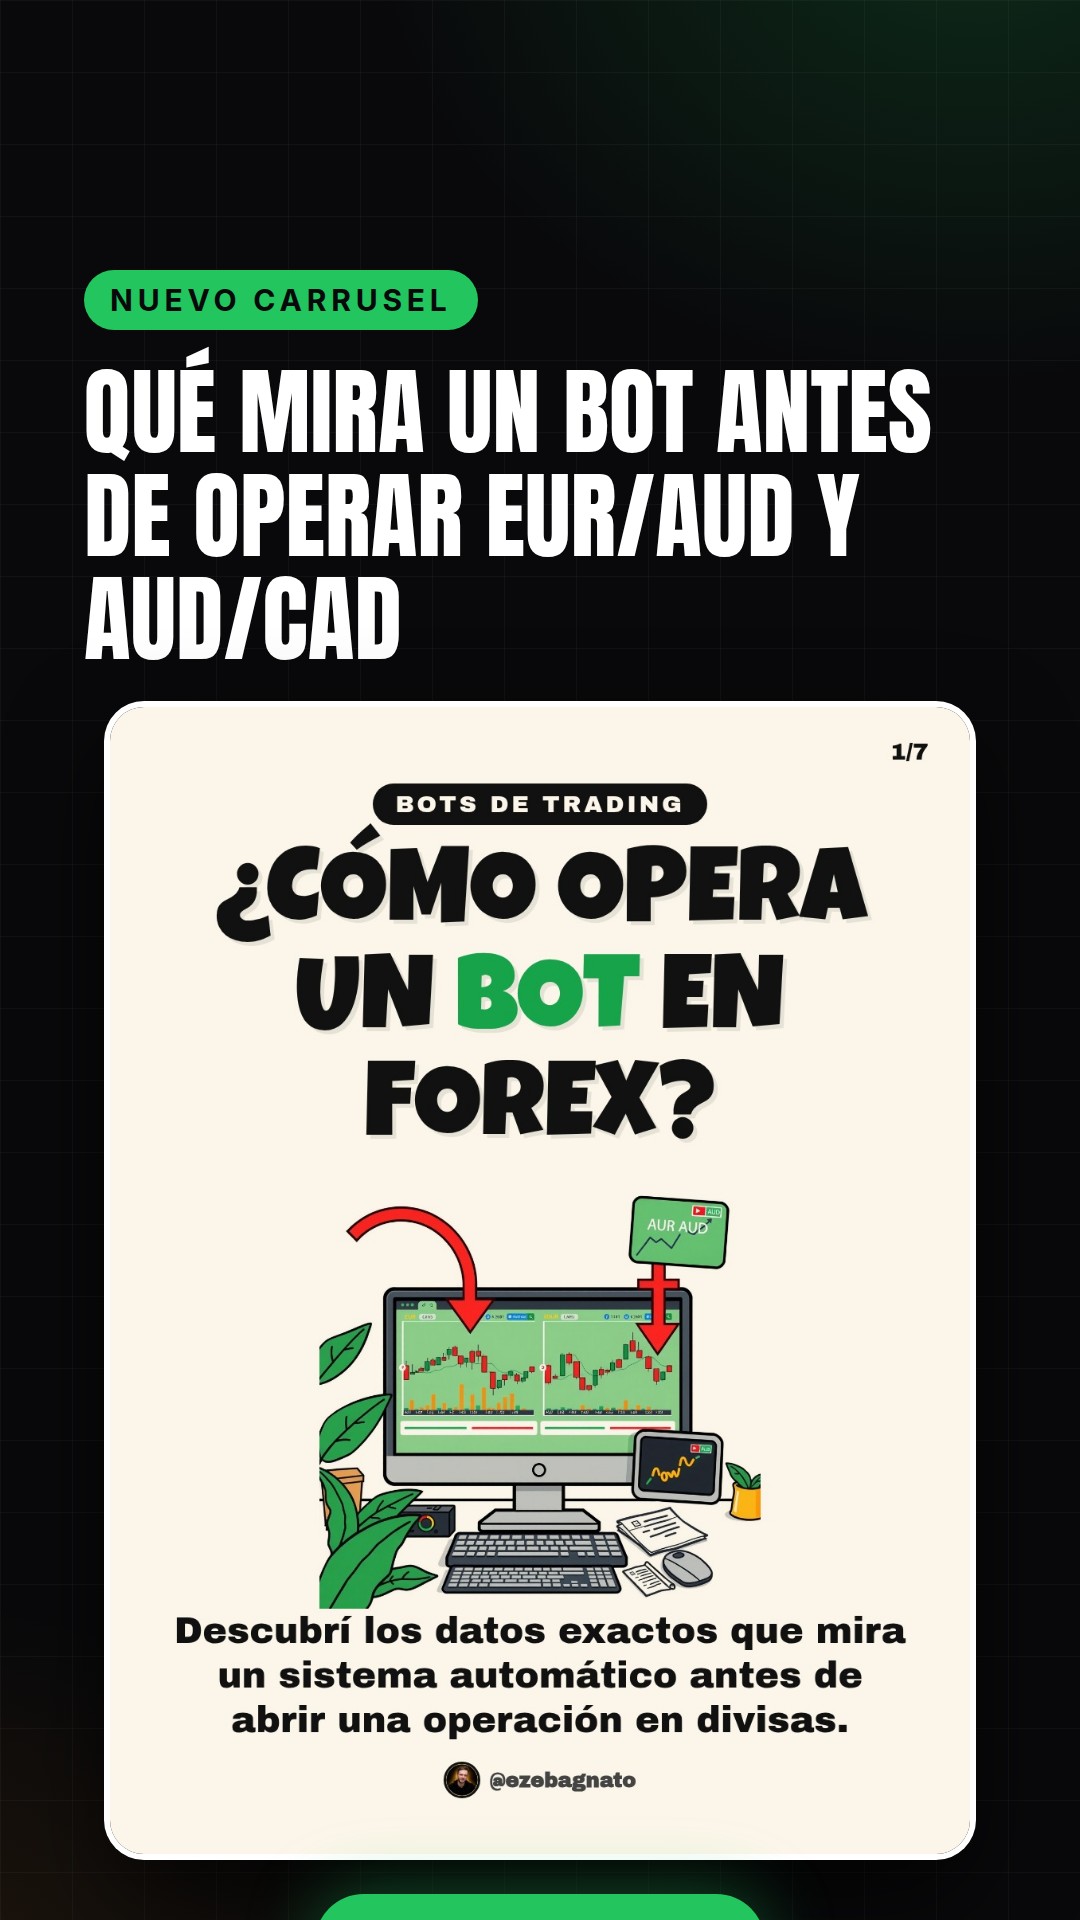 NUEVO CARRUSEL
QUÉ MIRA UN BOT ANTES
DE OPERAR EUR/AUD Y
AUD/CAD
1/7
BOTS DE TRADING
¿CÓMO OPERA
UN BOT EN
FOREX?
AUR AUD
Descubrí los datos exactos que mira
un sistema automático antes de
abrir una operación en divisas.
@ezebagnato